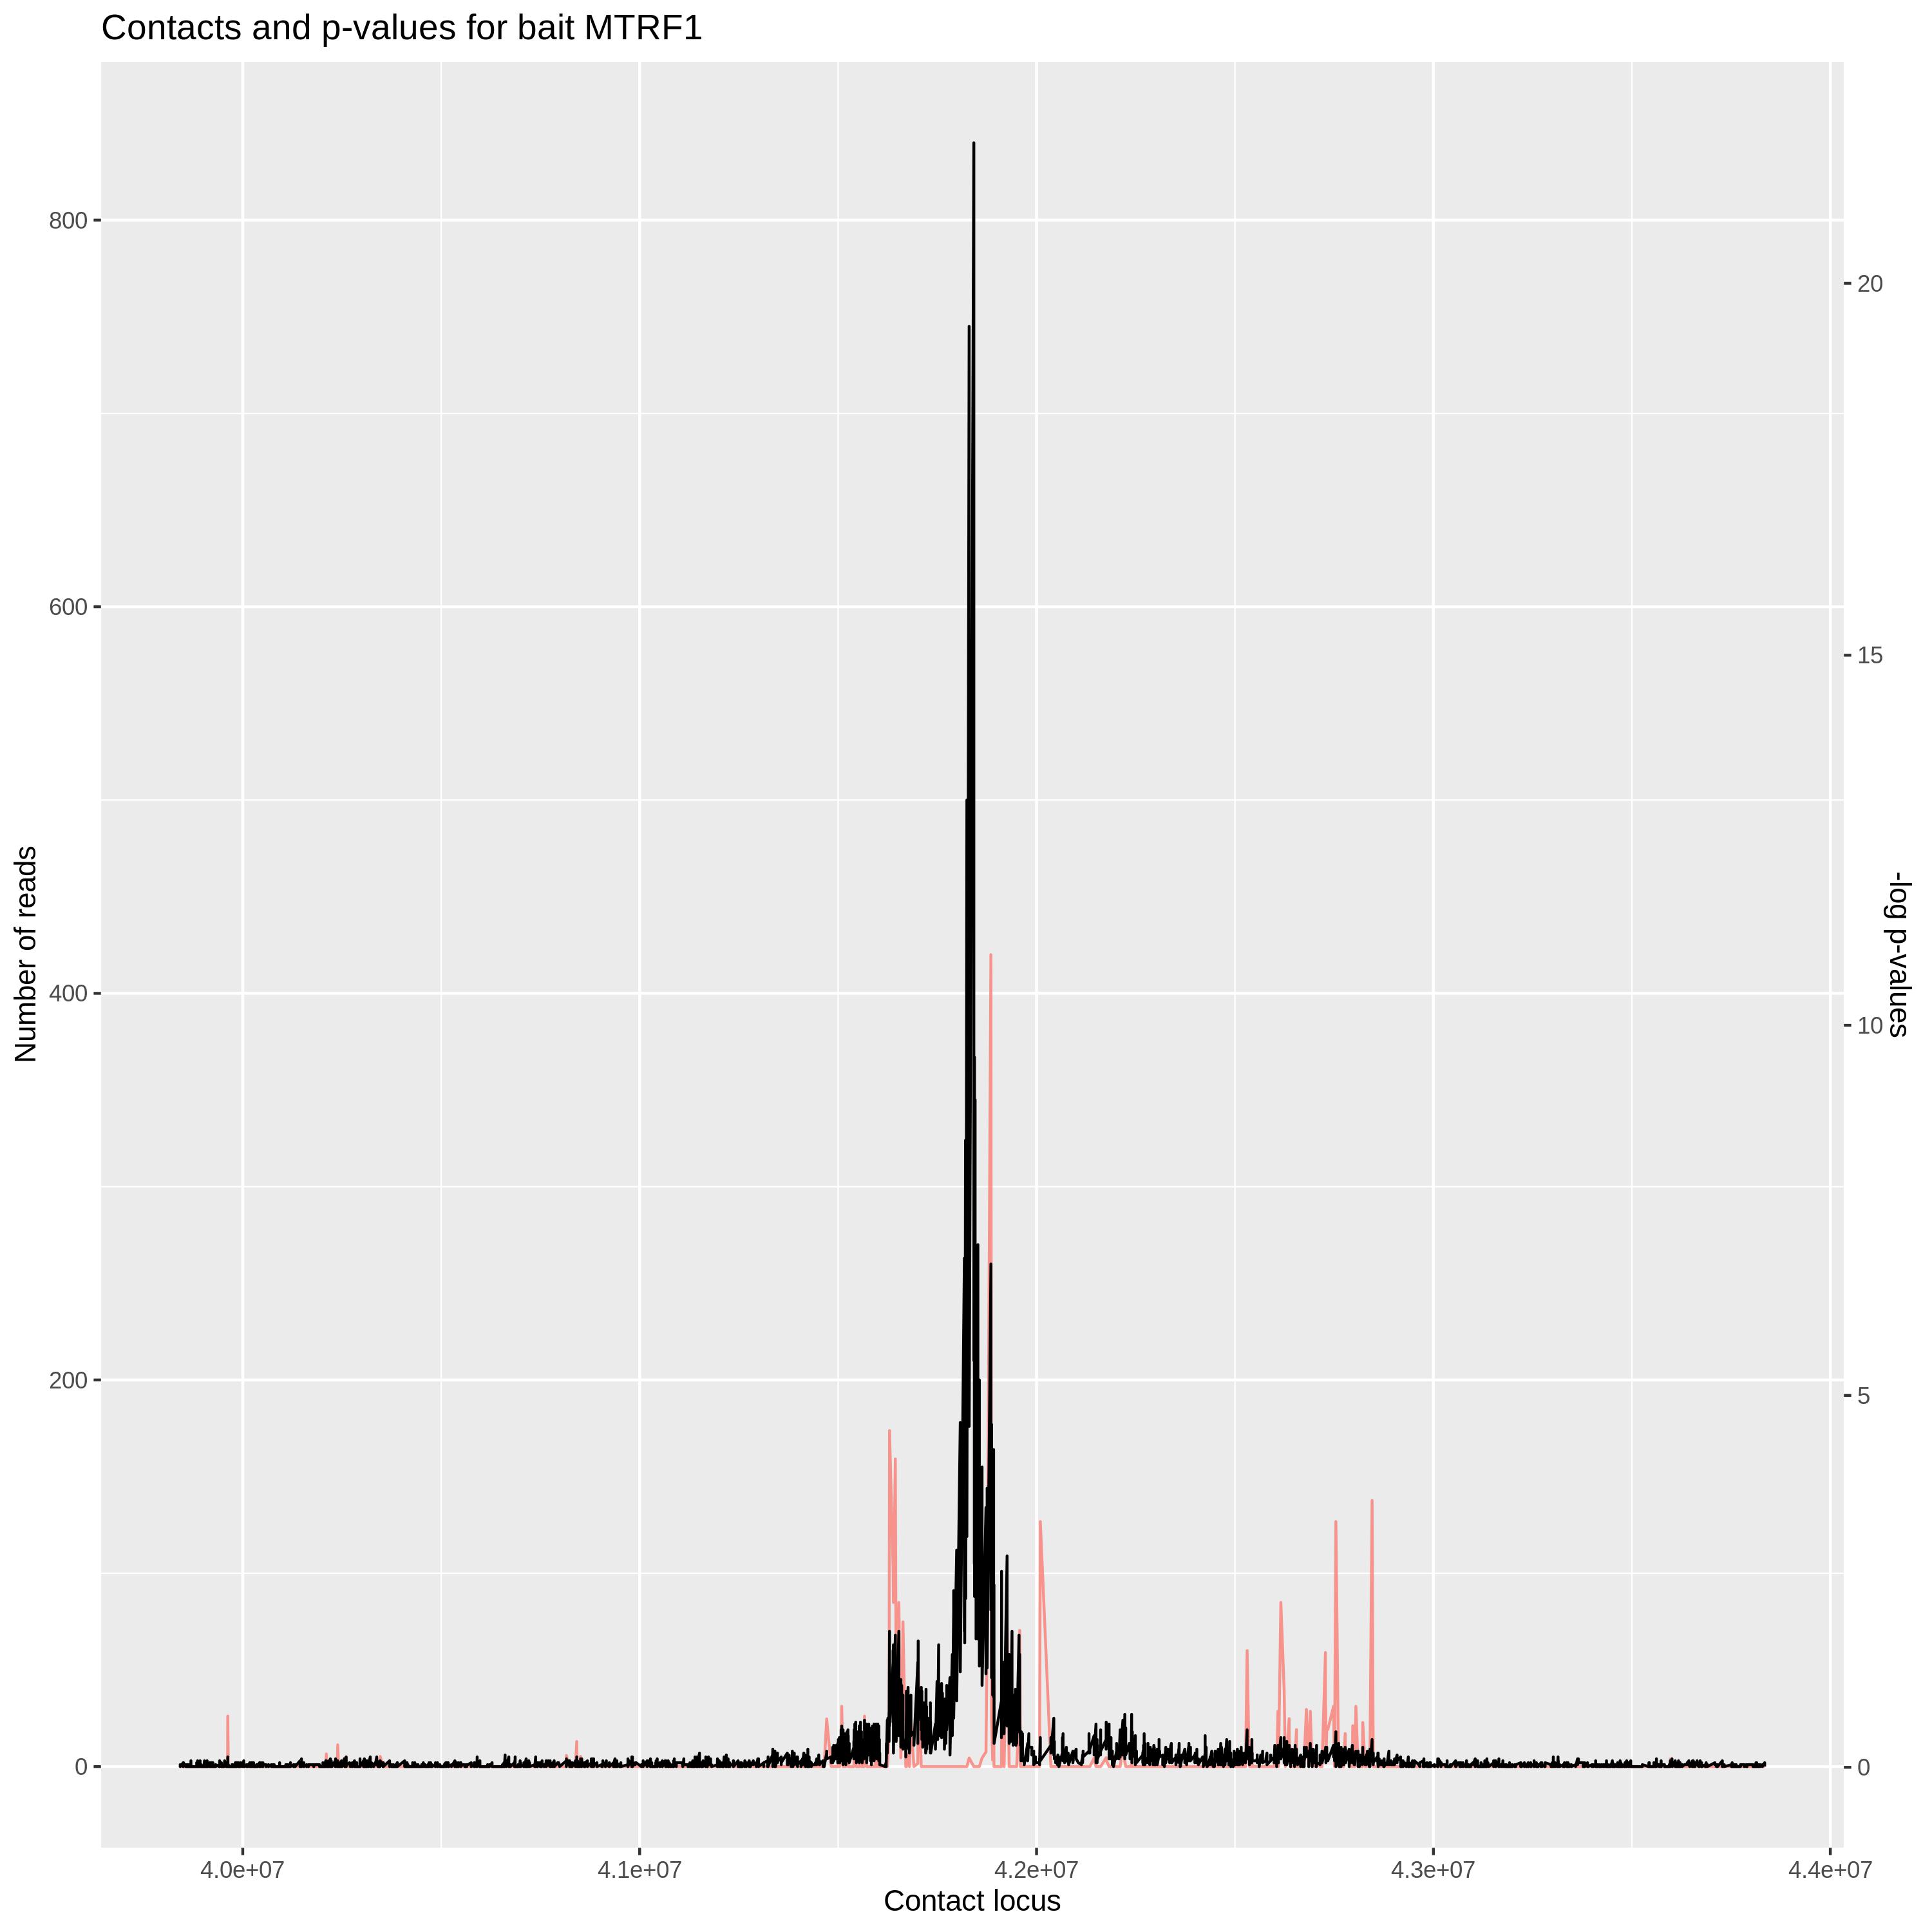 Contacts and p-values for bait MTRF1
800
600
400
200
0
Number of reads
20
15
10
5
0
-log p-values
4.0e+07
4.1e+07
4.2e+07
4.3e+07
4.4e+07
Contact locus